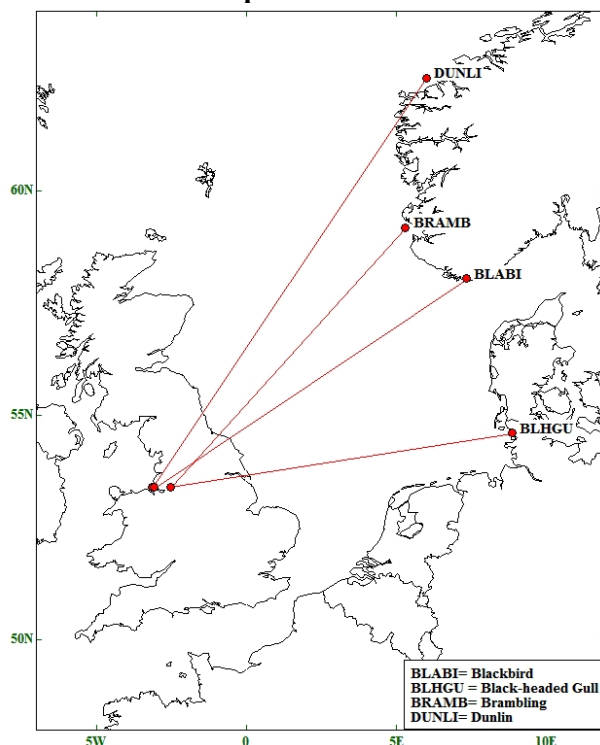 DUNLI
60N
BRAMB
BLABI
55N
BLHGU
50N
BLABI= Blackbird
BLHGU = Black-headed Gull
BRAMB= Brambling
DUNLI= Dunlin
5W 0 5E 10E